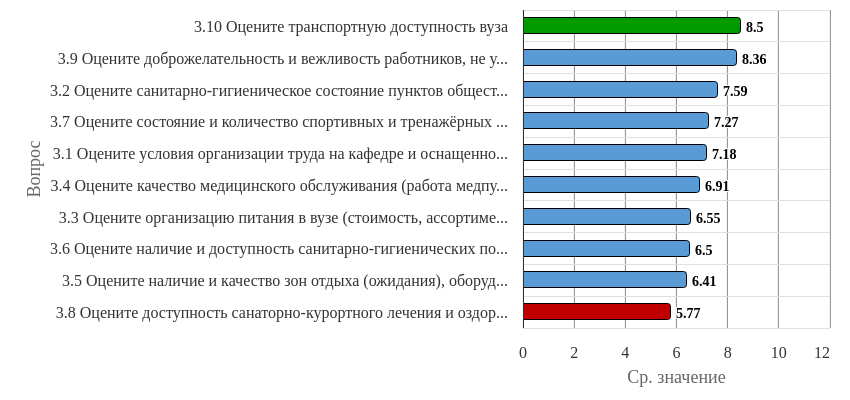 3.10 Оцените транспортную доступность вуза 8.5
3.9 Оцените доброжелательность и вежливость работников, не у... 8.36
3.2 Оцените санитарно-гигиеническое состояние пунктов общест... 7.59
3.7 Оцените состояние и количество спортивных и тренажёрных ... 7.27
3.1 Оцените условия организации труда на кафедре и оснащенно... 7.18
3.4 Оцените качество медицинского обслуживания (работа медпу... 6.91
3.3 Оцените организацию питания в вузе (стоимость, ассортиме... 6.55
3.6 Оцените наличие и доступность санитарно-гигиенических по... 6.5
3.5 Оцените наличие и качество зон отдыха (ожидания), оборуд... 6.41
3.8 Оцените доступность санаторно-курортного лечения и оздор... 5.77
Вопрос
0 2 4 6 8 10 12
Ср. значение